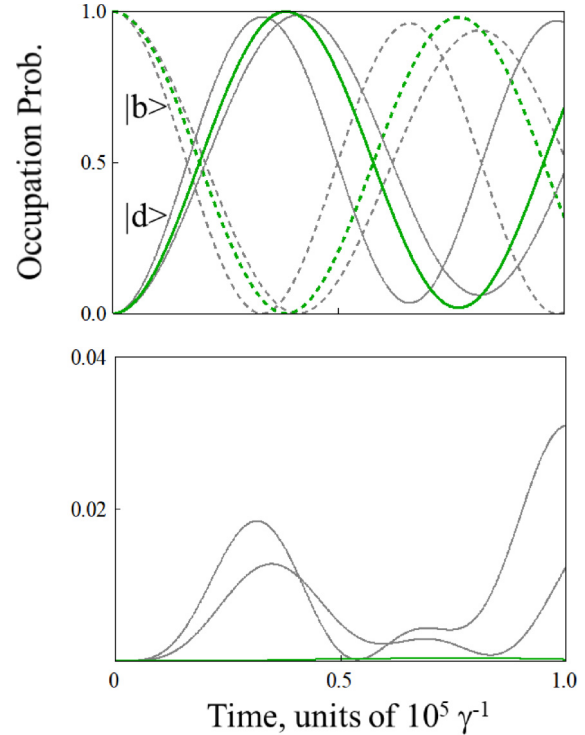 Occupation Prob.
1.0
|b>
0.5
|d>
0.0
0.04
0.02
0
0.5
1.0
Time, units of 10⁵ γ⁻¹